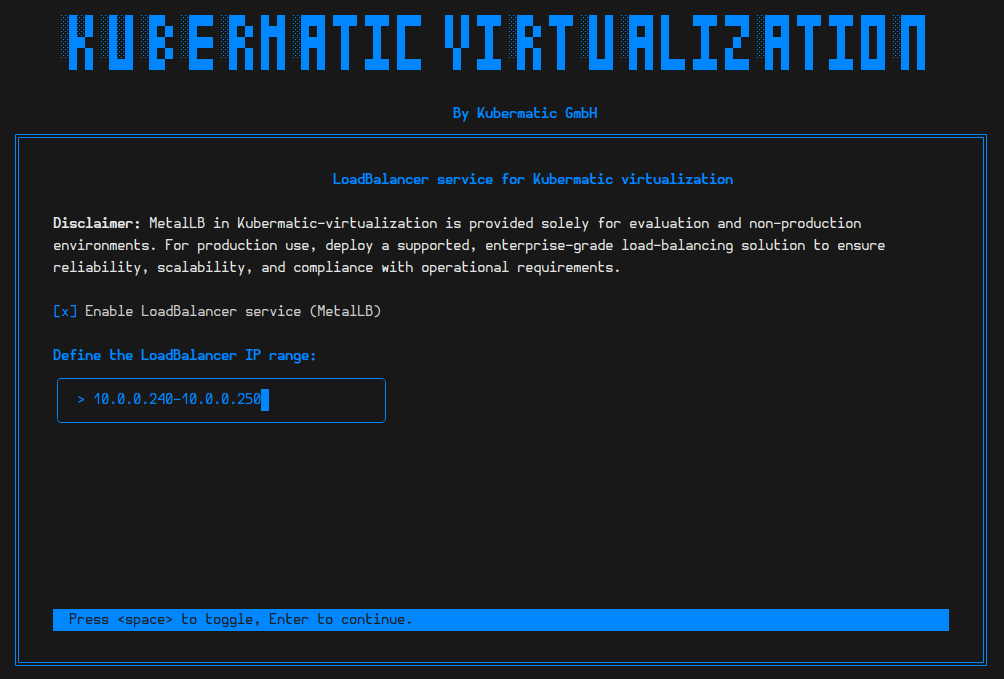 KUBERMATIC VIRTUALIZATION
By Kubermatic GmbH
LoadBalancer service for Kubermatic virtualization
Disclaimer: MetalLB in Kubermatic-virtualization is provided solely for evaluation and non-production
environments. For production use, deploy a supported, enterprise-grade load-balancing solution to ensure
reliability, scalability, and compliance with operational requirements.
[x] Enable LoadBalancer service (MetalLB)
Define the LoadBalancer IP range:
> 10.0.0.240-10.0.0.250
Press <space> to toggle, Enter to continue.